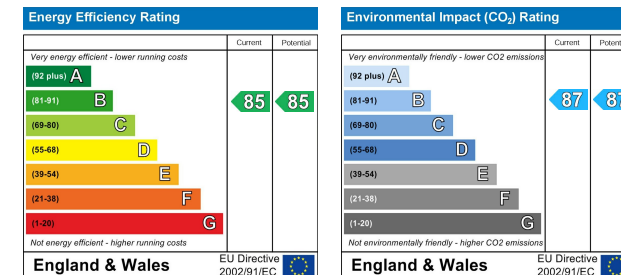 Energy Efficiency Rating
Current Potential
Very energy efficient - lower running costs
(92 plus) A
(81-91) B
85 85
(69-80) C
(55-68) D
(39-54) E
(21-38) F
(1-20) G
Not energy efficient - higher running costs
England & Wales
EU Directive
2002/91/EC
Environmental Impact (CO₂) Rating
Current Potent
Very environmentally friendly - lower CO2 emissions
(92 plus) A
(81-91) B
87 87
(69-80) C
(55-68) D
(39-54) E
(21-38) F
(1-20) G
Not environmentally friendly - higher CO2 emissions
England & Wales
EU Directive
2002/91/EC